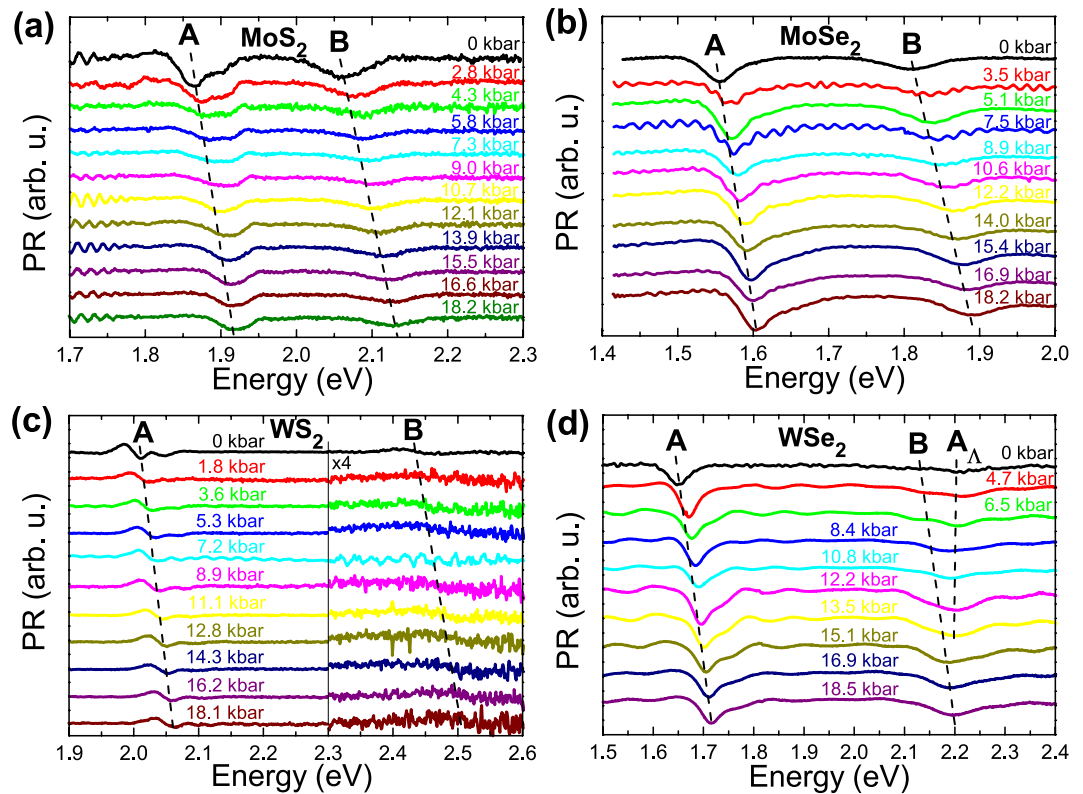 (a)
A
MoS2
B
0 kbar
2.8 kbar
4.3 kbar
5.8 kbar
7.3 kbar
9.0 kbar
10.7 kbar
12.1 kbar
13.9 kbar
15.5 kbar
16.6 kbar
18.2 kbar
PR (arb. u.)
1.7 1.8 1.9 2.0 2.1 2.2 2.3
Energy (eV)
(b)
A
MoSe2
B
0 kbar
3.5 kbar
5.1 kbar
7.5 kbar
8.9 kbar
10.6 kbar
12.2 kbar
14.0 kbar
15.4 kbar
16.9 kbar
18.2 kbar
PR (arb. u.)
1.4 1.5 1.6 1.7 1.8 1.9 2.0
Energy (eV)
(c)
A
0 kbar
WS2
B
x4
1.8 kbar
3.6 kbar
5.3 kbar
7.2 kbar
8.9 kbar
11.1 kbar
12.8 kbar
14.3 kbar
16.2 kbar
18.1 kbar
PR (arb. u.)
1.9 2.0 2.1 2.2 2.3 2.4 2.5 2.6
Energy (eV)
(d)
A
WSe2
B
AΛ
0 kbar
4.7 kbar
6.5 kbar
8.4 kbar
10.8 kbar
12.2 kbar
13.5 kbar
15.1 kbar
16.9 kbar
18.5 kbar
PR (arb. u.)
1.5 1.6 1.7 1.8 1.9 2.0 2.1 2.2 2.3 2.4
Energy (eV)